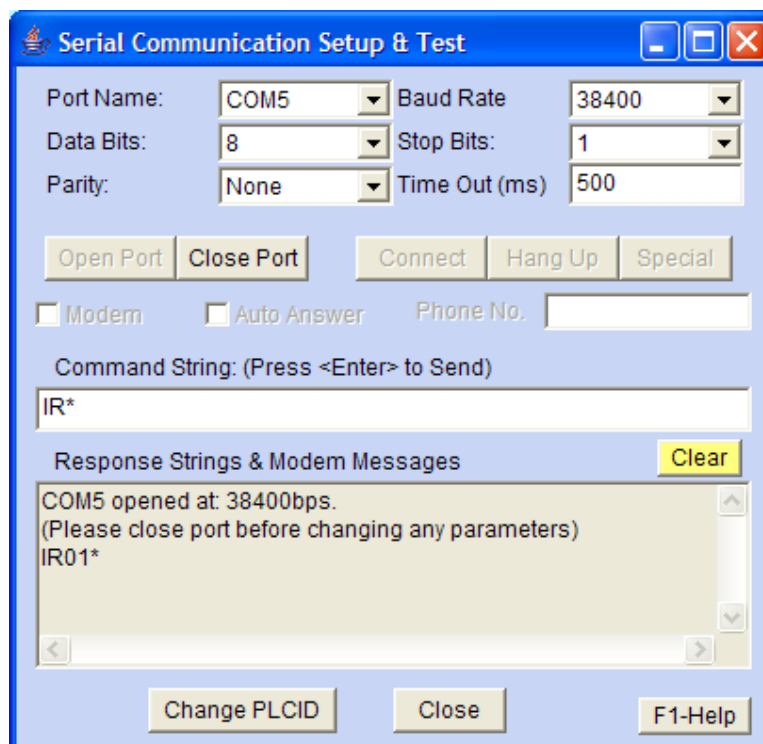 Serial Communication Setup & Test
Port Name: COM5 Baud Rate 38400
Data Bits: 8 Stop Bits: 1
Parity: None Time Out (ms) 500
Open Port Close Port Connect Hang Up Special
Modem Auto Answer Phone No.
Command String: (Press <Enter> to Send)
IR*
Response Strings & Modem Messages Clear
COM5 opened at: 38400bps.
(Please close port before changing any parameters)
IR01*
Change PLCID Close F1-Help